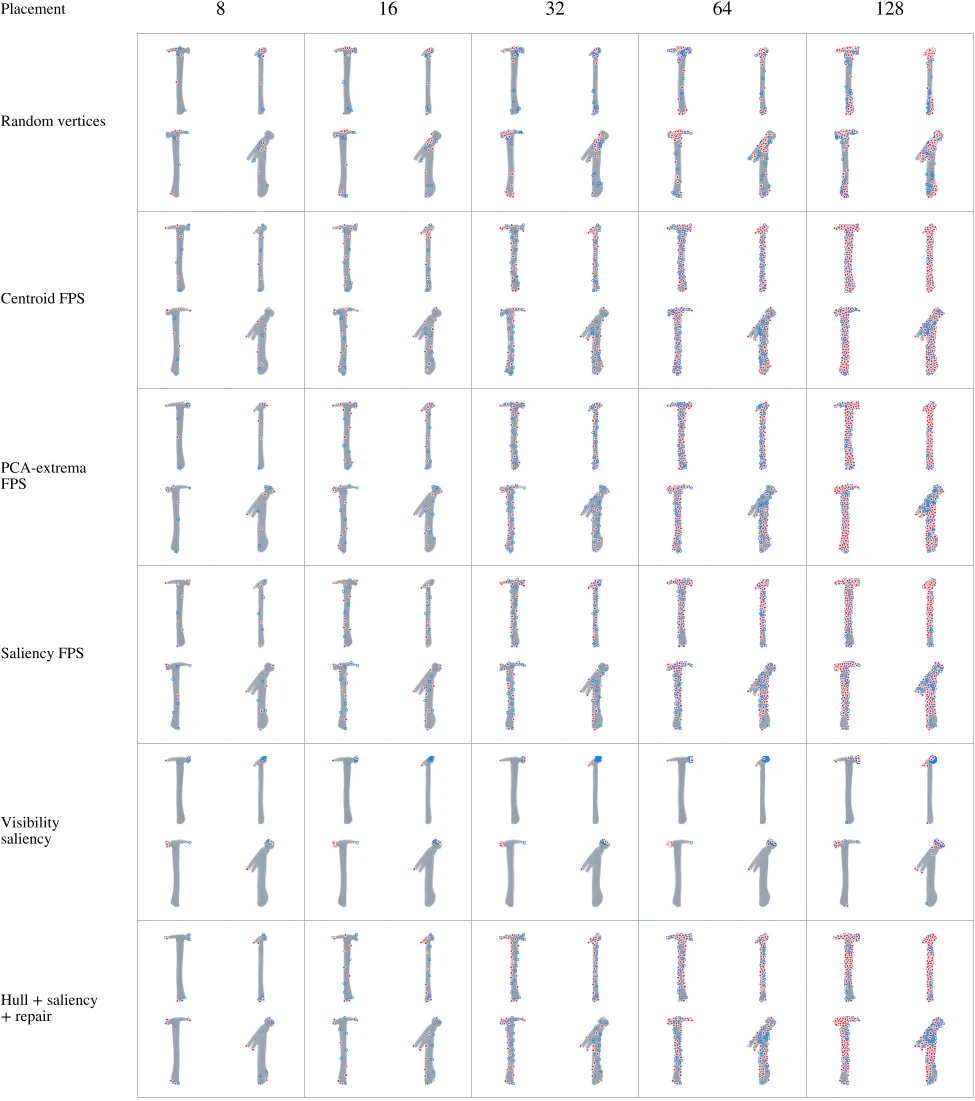 Placement 8 16 32 64 128
Random vertices
Centroid FPS
PCA-extrema
FPS
Saliency FPS
Visibility
saliency
Hull + saliency
+ repair